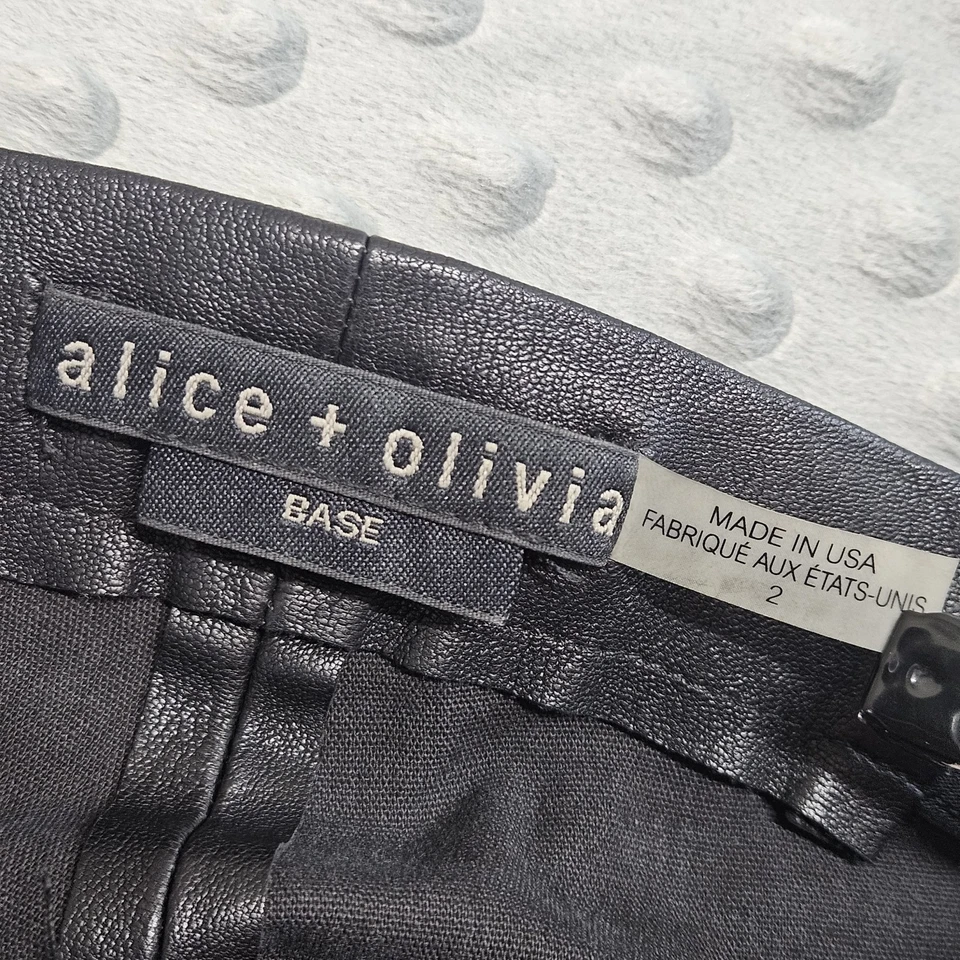 alice + olivia
BASE
MADE IN USA
FABRIQUÉ AUX ÉTATS-UNIS
2